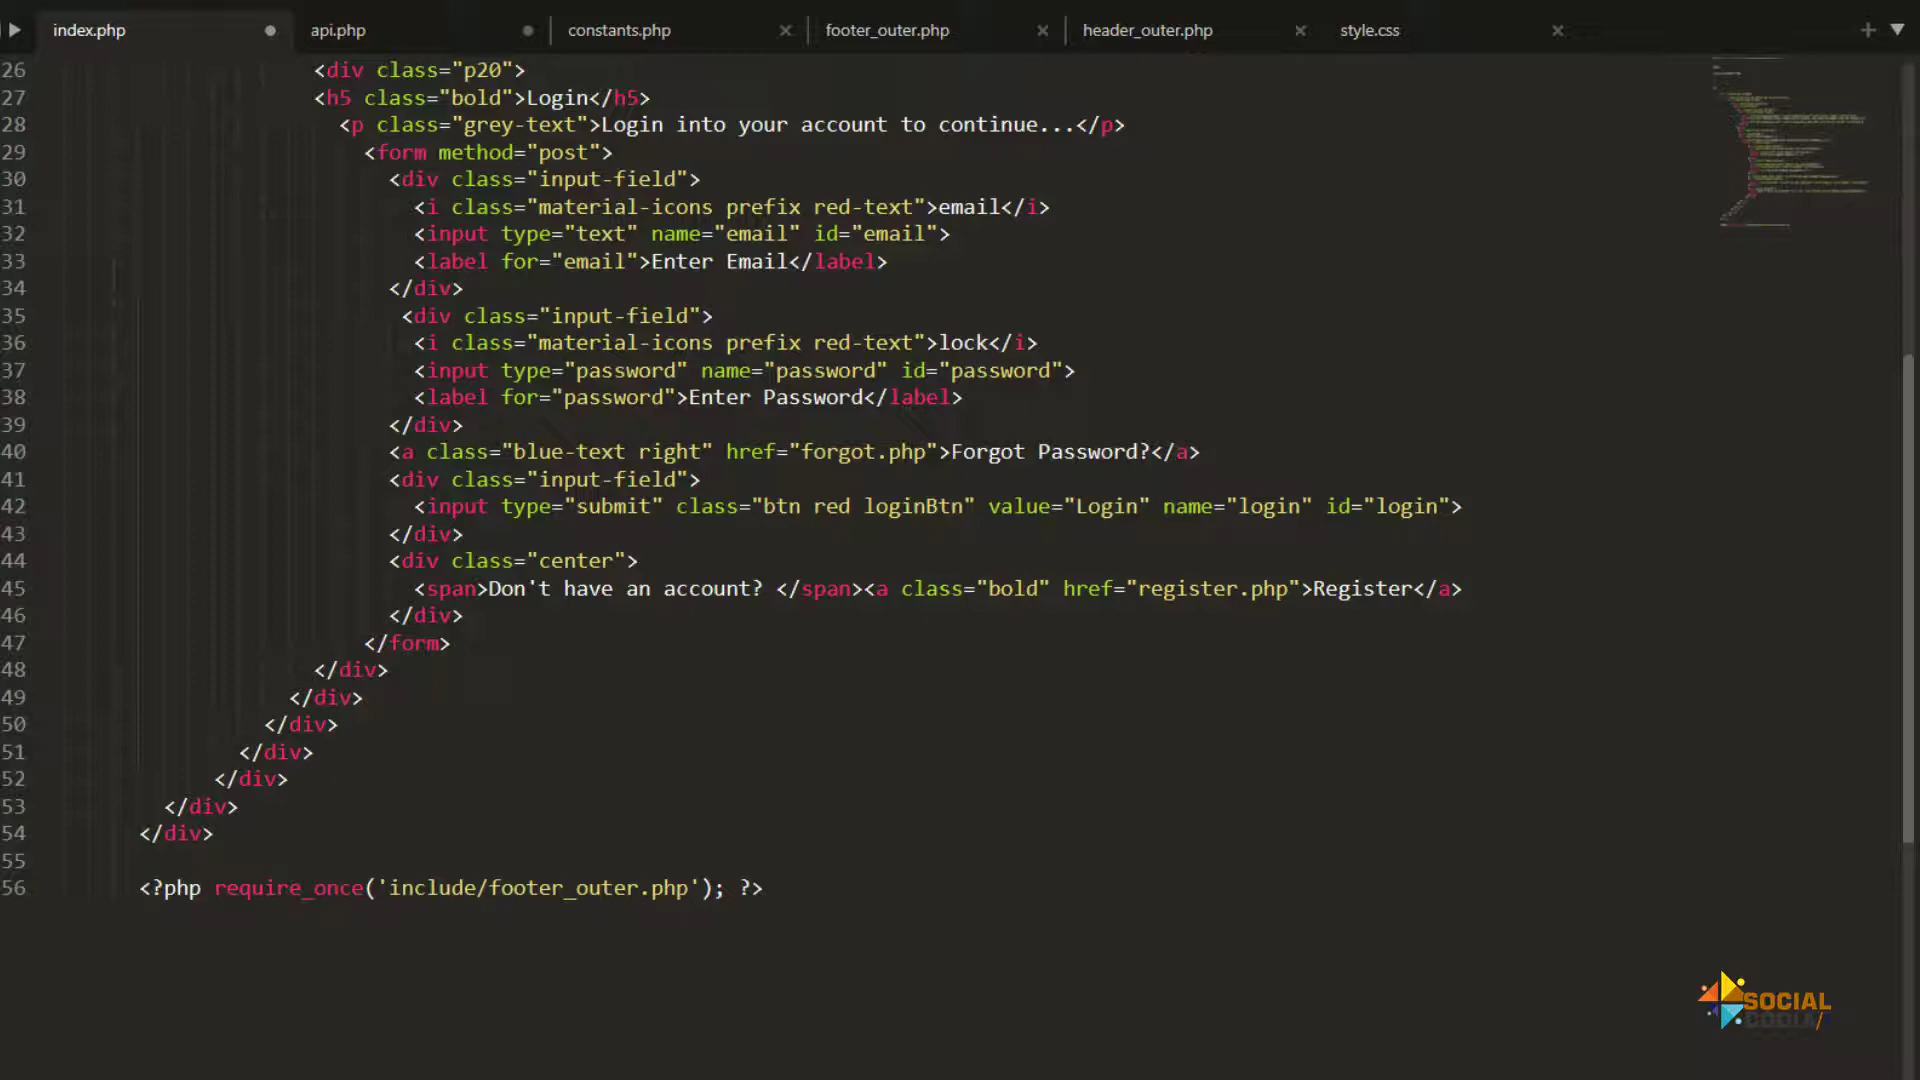 index.php api.php constants.php footer_outer.php header_outer.php style.css
26 <div class="p20">
27 <h5 class="bold">Login</h5>
28 <p class="grey-text">Login into your account to continue...</p>
29 <form method="post">
30 <div class="input-field">
31 <i class="material-icons prefix red-text">email</i>
32 <input type="text" name="email" id="email">
33 <label for="email">Enter Email</label>
34 </div>
35 <div class="input-field">
36 <i class="material-icons prefix red-text">lock</i>
37 <input type="password" name="password" id="password">
38 <label for="password">Enter Password</label>
39 </div>
40 <a class="blue-text right" href="forgot.php">Forgot Password?</a>
41 <div class="input-field">
42 <input type="submit" class="btn red loginBtn" value="Login" name="login" id="login">
43 </div>
44 <div class="center">
45 <span>Don't have an account? </span><a class="bold" href="register.php">Register</a>
46 </div>
47 </form>
48 </div>
49 </div>
50 </div>
51 </div>
52 </div>
53 </div>
54 </div>
55
56 <?php require_once('include/footer_outer.php'); ?>
SOCIAL